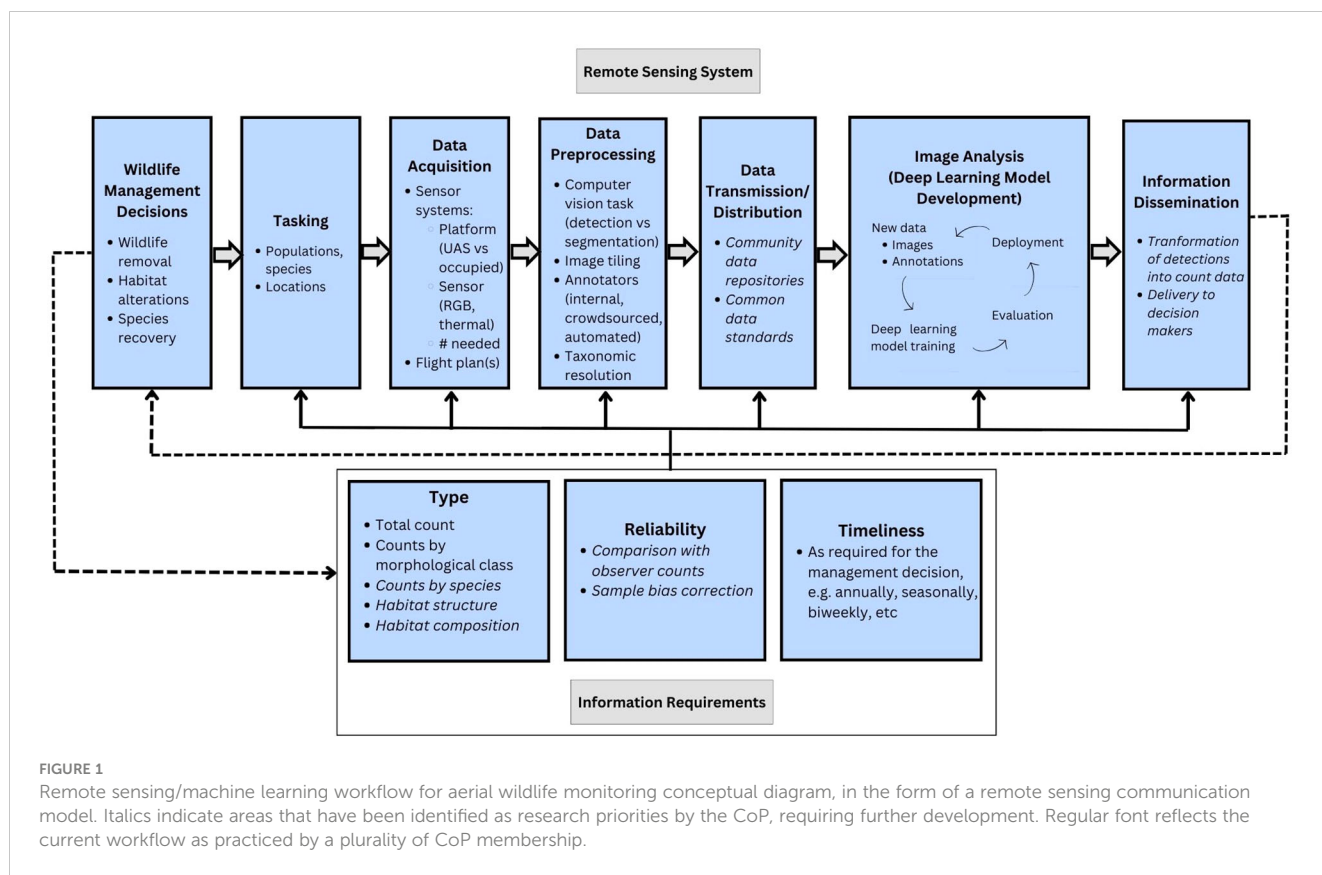 Remote Sensing System
Wildlife
Management
Decisions
• Wildlife
removal
• Habitat
alterations
• Species
recovery
Tasking
• Populations,
species
• Locations
Data
Acquisition
• Sensor
systems:
○ Platform
(UAS vs
occupied)
○ Sensor
(RGB,
thermal)
○ # needed
• Flight plan(s)
Data
Preprocessing
• Computer
vision task
(detection vs
segmentation)
• Image tiling
• Annotators
(internal,
crowdsourced,
automated)
• Taxonomic
resolution
Data
Transmission/
Distribution
• Community
data
repositories
• Common
data
standards
Image Analysis
(Deep Learning Model
Development)
New data
• Images
• Annotations
Deployment
Evaluation
Deep learning
model training
Information
Dissemination
• Tranformation
of detections
into count data
• Delivery to
decision
makers
Type
• Total count
• Counts by
morphological class
• Counts by species
• Habitat structure
• Habitat composition
Reliability
• Comparison with
observer counts
• Sample bias correction
Timeliness
• As required for the
management decision,
e.g. annually, seasonally,
biweekly, etc
Information Requirements
FIGURE 1
Remote sensing/machine learning workflow for aerial wildlife monitoring conceptual diagram, in the form of a remote sensing communication
model. Italics indicate areas that have been identified as research priorities by the CoP, requiring further development. Regular font reflects the
current workflow as practiced by a plurality of CoP membership.